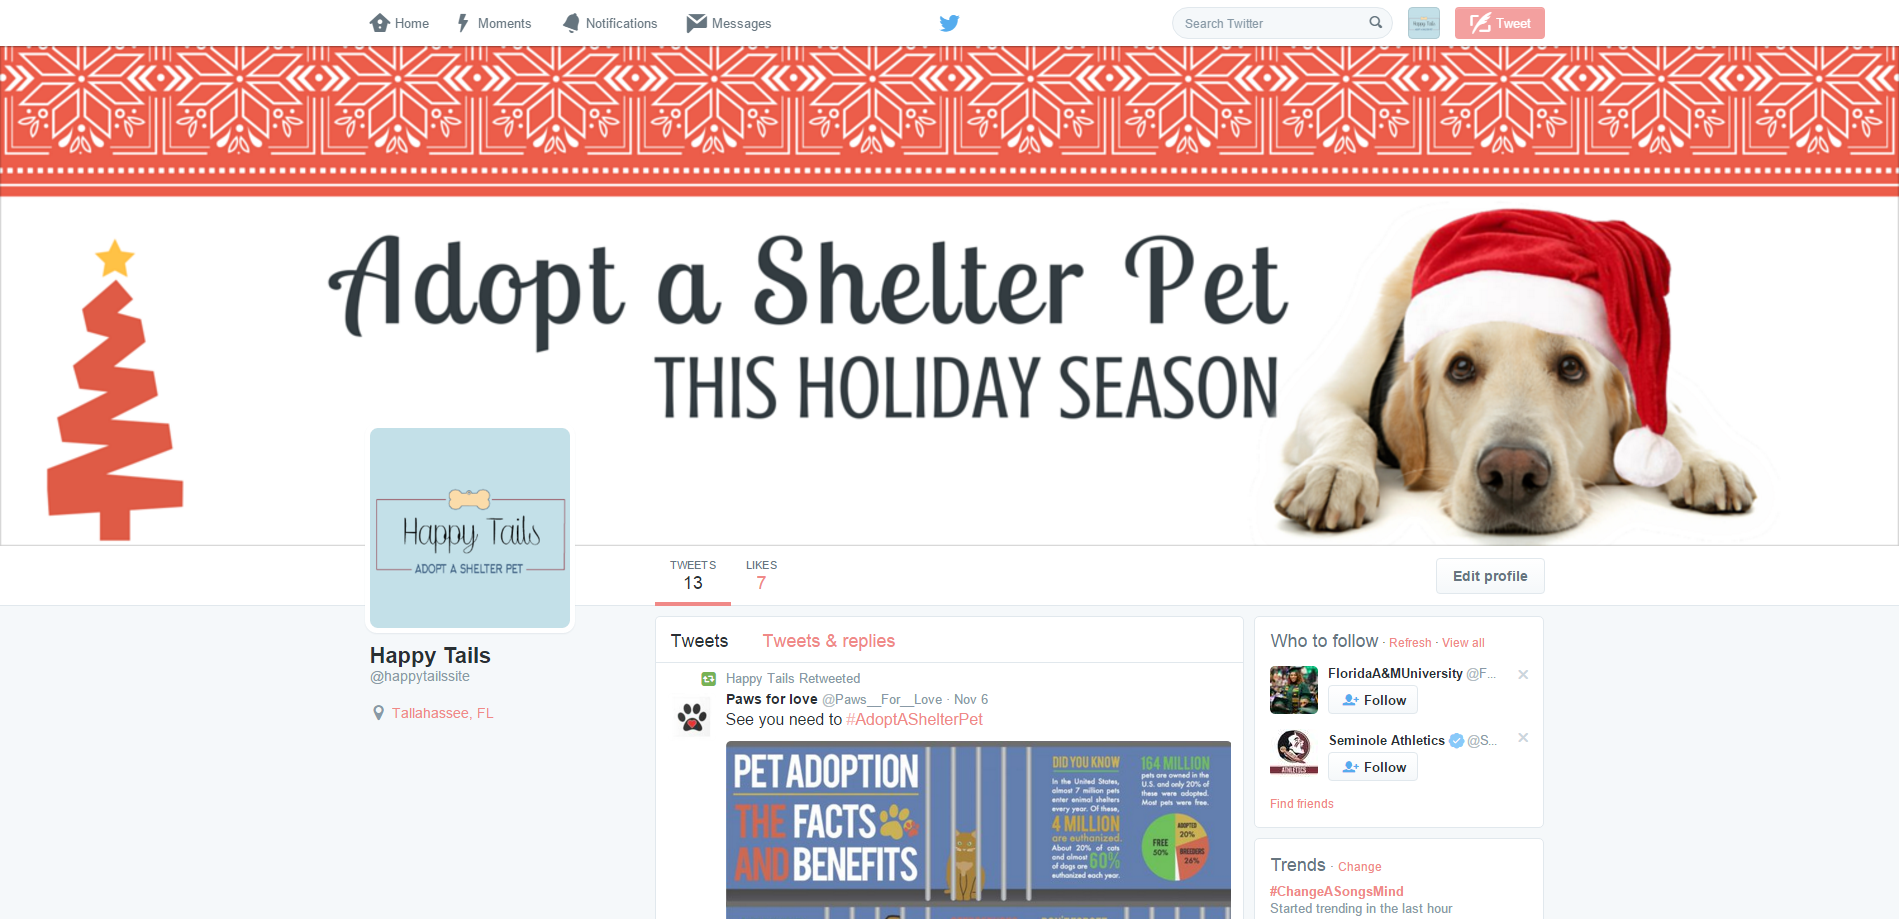 Home
Moments
Notifications
Messages
Search Twitter
Tweet
Adopt a Shelter Pet
THIS HOLIDAY SEASON
Happy Tails
ADOPT A SHELTER PET
TWEETS
13
LIKES
7
Edit profile
Happy Tails
@happytailssite
Tallahassee, FL
Tweets
Tweets & replies
Happy Tails Retweeted
Paws for love @Paws__For__Love · Nov 6
See you need to #AdoptAShelterPet
PET ADOPTION
THE FACTS
AND BENEFITS
DID YOU KNOW
In the United States,
almost 7 million pets
enter animal shelters
every year. Of these,
4 MILLION
are euthanized.
About 20% of cats
and almost
of dogs are 60%
euthanized each year.
164 MILLION
pets are owned in the
U.S. and only 20% of
these were adopted.
Most pets were free.
ADOPTED
20%
FREE
50%
BREEDERS
26%
Who to follow · Refresh · View all
FloridaA&MUniversity @F...
Follow
Seminole Athletics @S...
ATHLETICS
Follow
Find friends
Trends · Change
#ChangeASongsMind
Started trending in the last hour